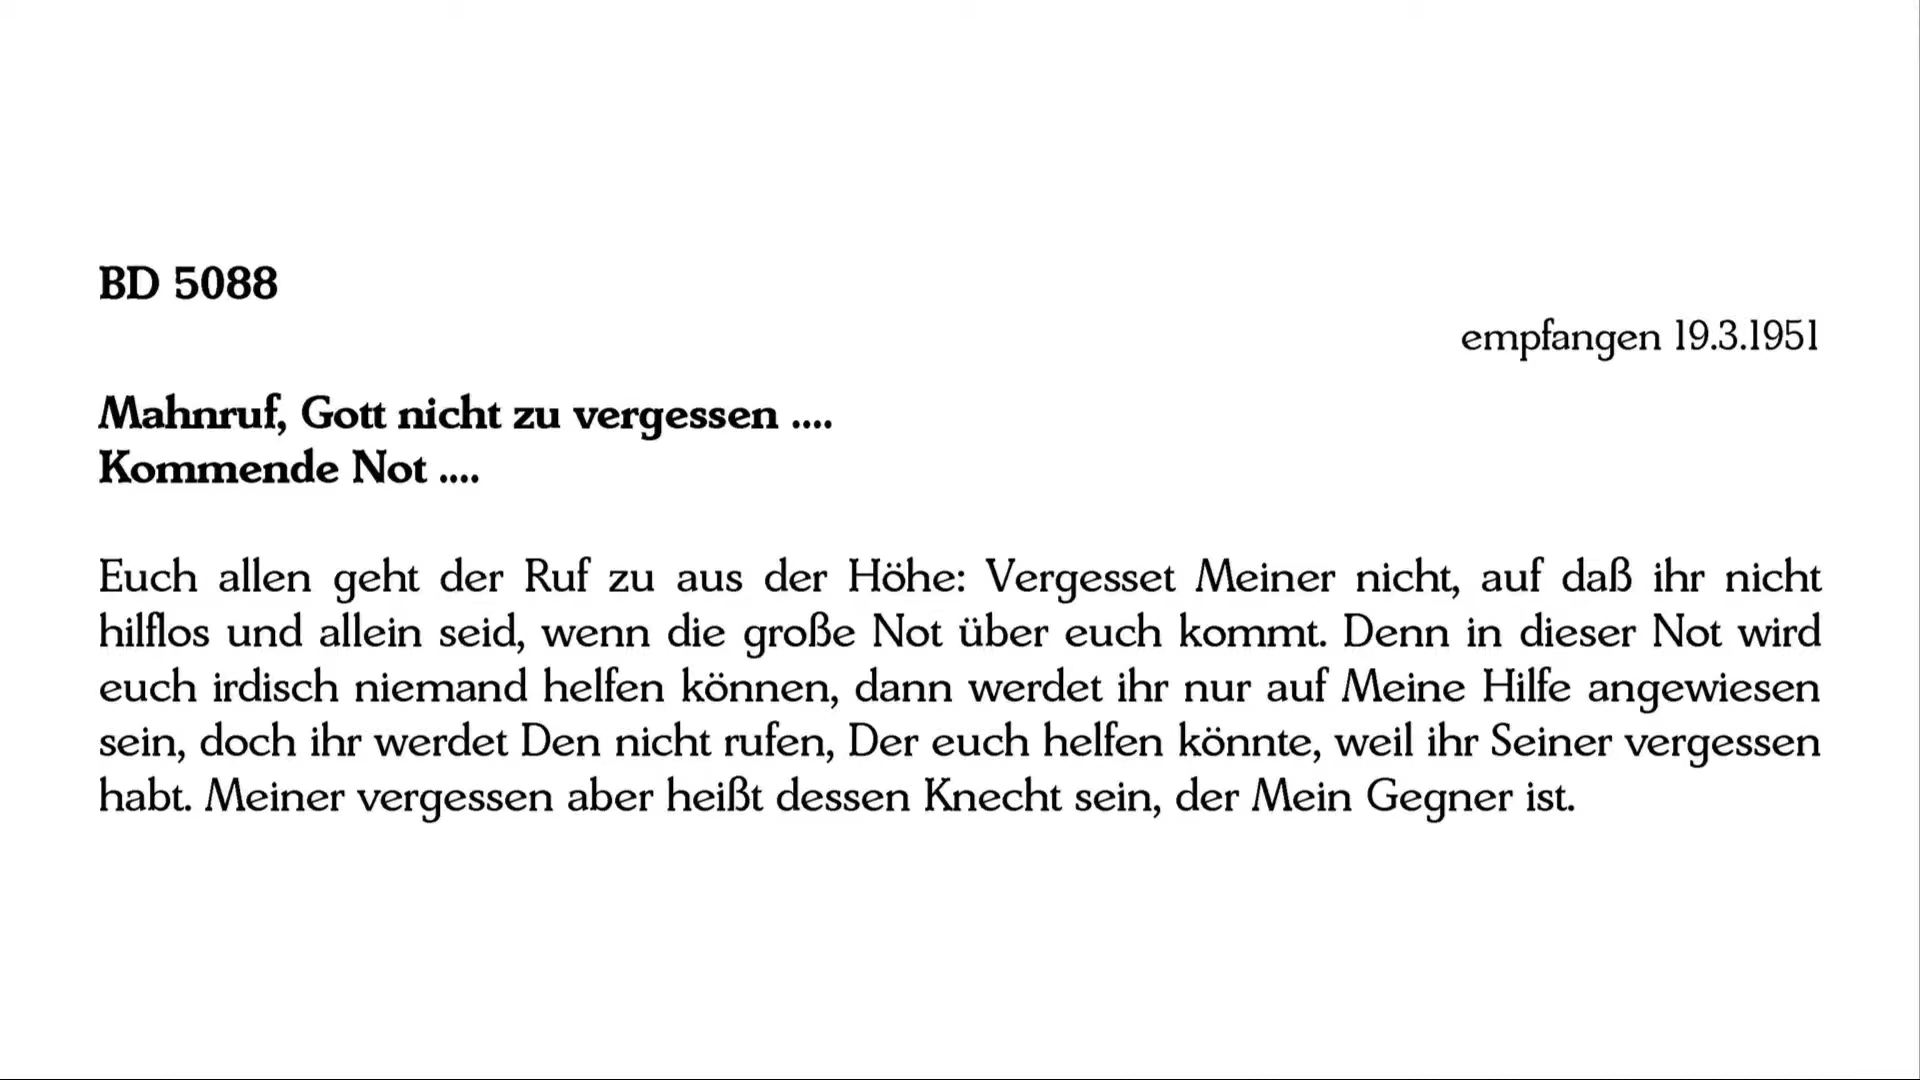 BD 5088
empfangen 19.3.1951
Mahnruf, Gott nicht zu vergessen ....
Kommende Not ....
Euch allen geht der Ruf zu aus der Höhe: Vergesset Meiner nicht, auf daß ihr nicht
hilflos und allein seid, wenn die große Not über euch kommt. Denn in dieser Not wird
euch irdisch niemand helfen können, dann werdet ihr nur auf Meine Hilfe angewiesen
sein, doch ihr werdet Den nicht rufen, Der euch helfen könnte, weil ihr Seiner vergessen
habt. Meiner vergessen aber heißt dessen Knecht sein, der Mein Gegner ist.